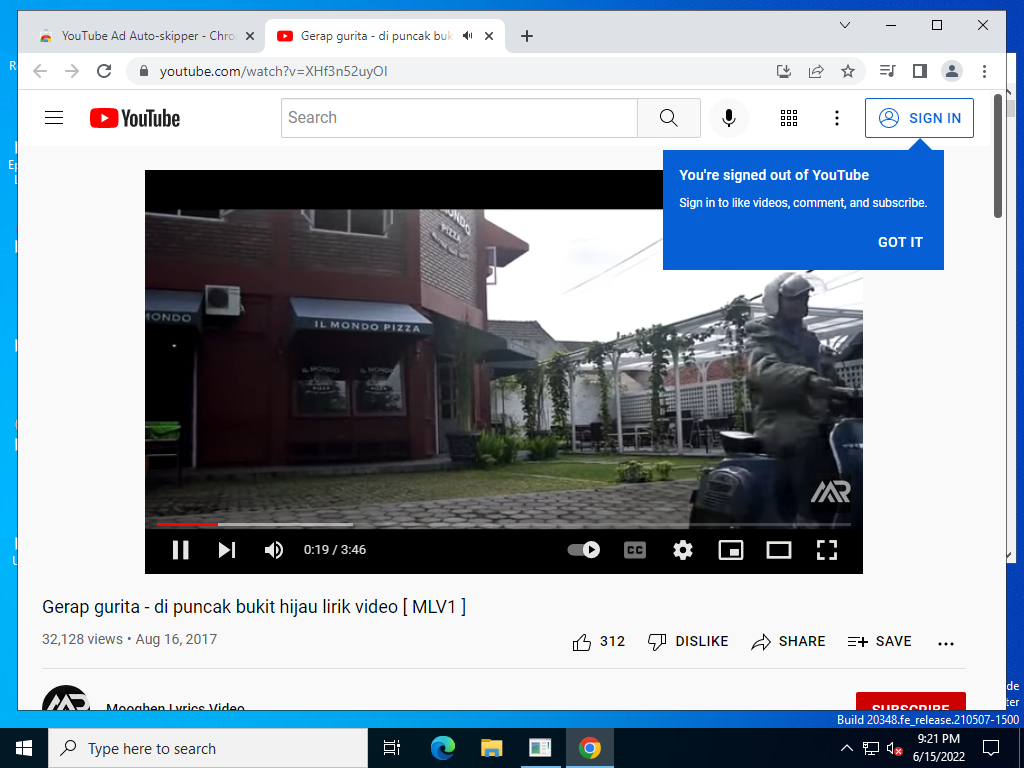 YouTube Ad Auto-skipper - Chro
Gerap gurita - di puncak buk
youtube.com/watch?v=XHf3n52uyOI
YouTube
Search
SIGN IN
You're signed out of YouTube
Sign in to like videos, comment, and subscribe.
GOT IT
MONDO
PIZZA
MONDO
IL MONDO PIZZA
IL MONDO
MR
0:19 / 3:46
CC
Gerap gurita - di puncak bukit hijau lirik video [ MLV1 ]
32,128 views • Aug 16, 2017
312
DISLIKE
SHARE
SAVE
Mooghen Lyrics Video
SUBSCRIBE
Build 20348.fe_release.210507-1500
Type here to search
9:21 PM
6/15/2022